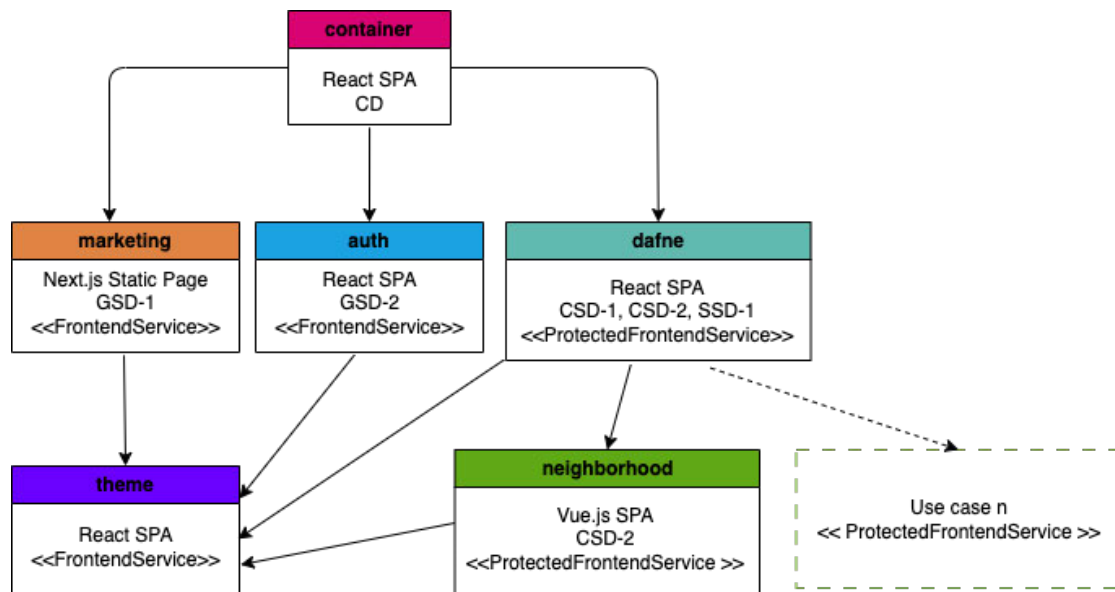 container
React SPA
CD
marketing
Next.js Static Page
GSD-1
<<FrontendService>>
auth
React SPA
GSD-2
<<FrontendService>>
dafne
React SPA
CSD-1, CSD-2, SSD-1
<<ProtectedFrontendService>>
theme
React SPA
<<FrontendService>>
neighborhood
Vue.js SPA
CSD-2
<<ProtectedFrontendService >>
Use case n
<< ProtectedFrontendService >>